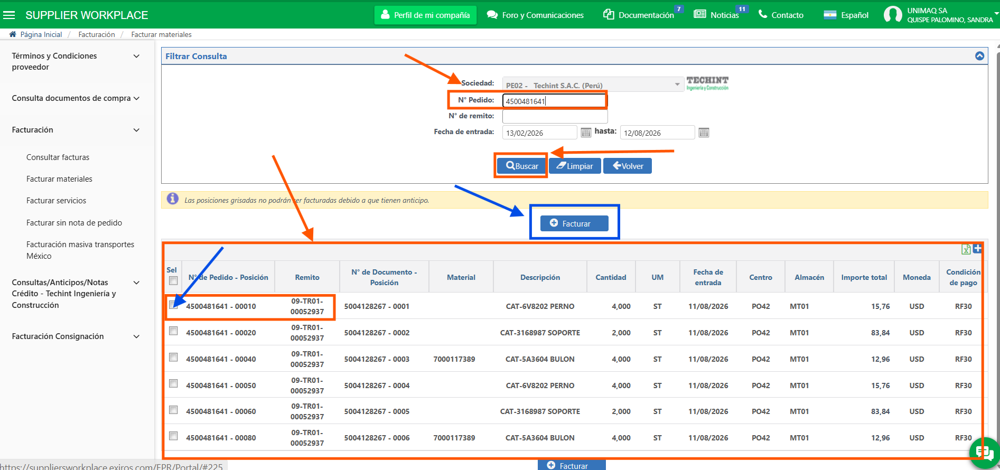 SUPPLIER WORKPLACE
Perfil de mi compañía
Foro y Comunicaciones
Documentación 7
Noticias 11
Contacto
Español
UNIMAQ SA
QUISPE PALOMINO, SANDRA
Página Inicial / Facturación / Facturar materiales
Términos y Condiciones
proveedor
Consulta documentos de compra
Facturación
Consultar facturas
Facturar materiales
Facturar servicios
Facturar sin nota de pedido
Facturación masiva transportes
México
Consultas/Anticipos/Notas
Crédito - Techint Ingeniería y
Construcción
Facturación Consignación
Filtrar Consulta
Sociedad: PE02 - Techint S.A.C. (Perú)
TECHINT
Ingeniería y Construcción
N° Pedido: 4500481641
N° de remito:
Fecha de entrada: 13/02/2026 hasta: 12/08/2026
Buscar Limpiar Volver
Las posiciones grisadas no podrán ser facturadas debido a que tienen anticipo.
Facturar
Sel N° de Pedido - Posición Remito N° de Documento - Posición Material Descripción Cantidad UM Fecha de entrada Centro Almacén Importe total Moneda Condición de pago
4500481641 - 00010 09-TR01-00052937 5004128267 - 0001 CAT-6V8202 PERNO 4,000 ST 11/08/2026 PO42 MT01 15,76 USD RF30
4500481641 - 00020 09-TR01-00052937 5004128267 - 0002 CAT-3168987 SOPORTE 2,000 ST 11/08/2026 PO42 MT01 83,84 USD RF30
4500481641 - 00040 09-TR01-00052937 5004128267 - 0003 7000117389 CAT-5A3604 BULON 4,000 ST 11/08/2026 PO42 MT01 12,96 USD RF30
4500481641 - 00050 09-TR01-00052937 5004128267 - 0004 CAT-6V8202 PERNO 4,000 ST 11/08/2026 PO42 MT01 15,76 USD RF30
4500481641 - 00060 09-TR01-00052937 5004128267 - 0005 CAT-3168987 SOPORTE 2,000 ST 11/08/2026 PO42 MT01 83,84 USD RF30
4500481641 - 00080 09-TR01-00052937 5004128267 - 0006 7000117389 CAT-5A3604 BULON 4,000 ST 11/08/2026 PO42 MT01 12,96 USD RF30
Facturar
https://suppliersworkplace.exiros.com/FPR/Portal/#225